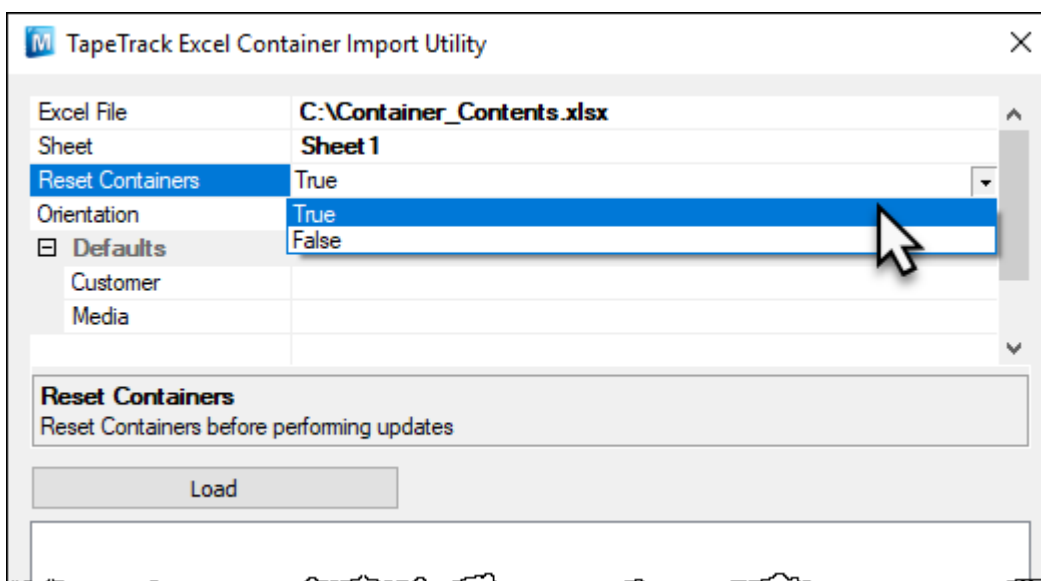 M TapeTrack Excel Container Import Utility
Excel File C:\Container_Contents.xlsx
Sheet Sheet1
Reset Containers True
Orientation True
False
Defaults
Customer
Media
Reset Containers
Reset Containers before performing updates
Load